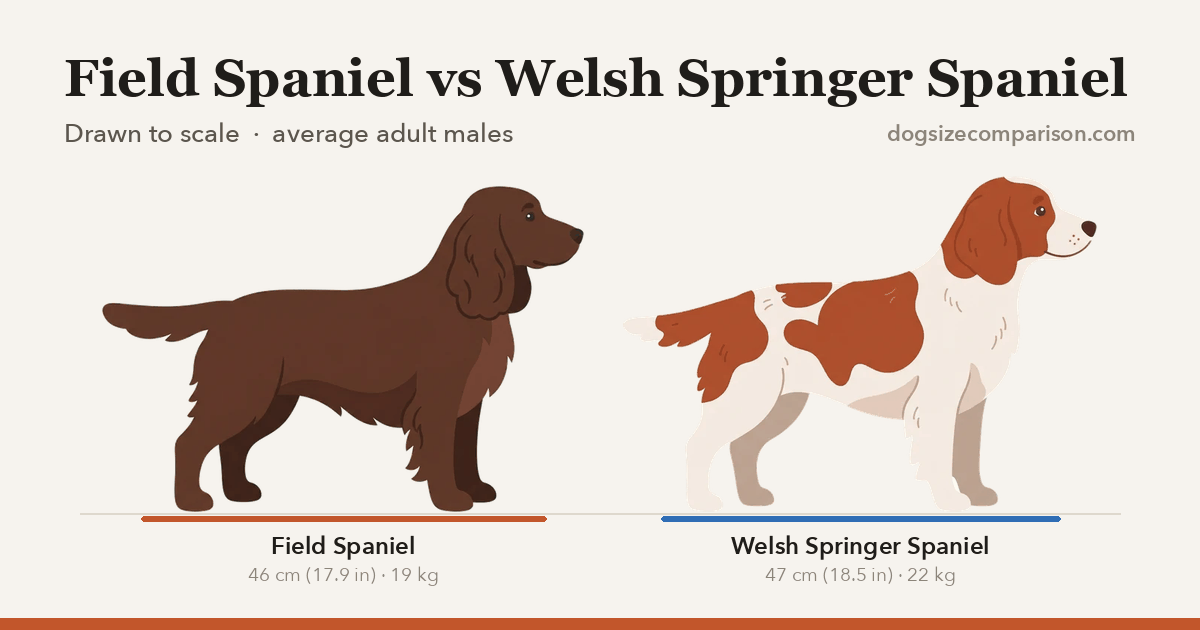 Field Spaniel vs Welsh Springer Spaniel
Drawn to scale · average adult males
dogsizecomparison.com
Field Spaniel
46 cm (17.9 in) · 19 kg
Welsh Springer Spaniel
47 cm (18.5 in) · 22 kg